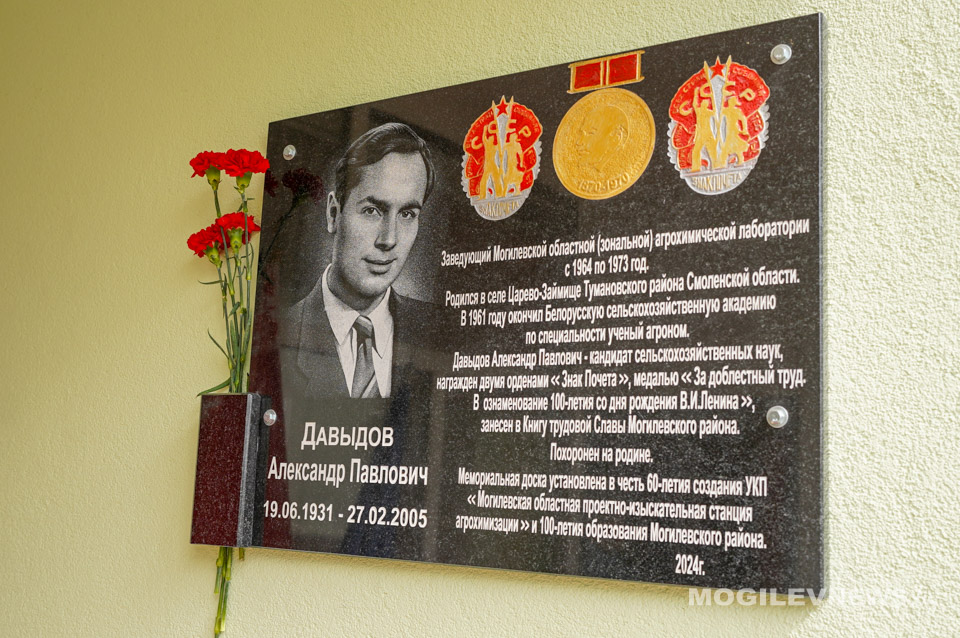 СССР
ЗНАК ПОЧЕТА
1870-1970
СССР
ЗНАК ПОЧЕТА
Заведующий Могилевской областной (зональной) агрохимической лаборатории
с 1964 по 1973 год.
Родился в селе Царево-Займище Тумановского района Смоленской области.
В 1961 году окончил Белорусскую сельскохозяйственную академию
по специальности ученый агроном.
Давыдов Александр Павлович - кандидат сельскохозяйственных наук,
награжден двумя орденами « Знак Почета », медалью « За доблестный труд.
В ознаменование 100-летия со дня рождения В.И.Ленина »,
занесен в Книгу трудовой Славы Могилевского района.
Похоронен на родине.
Мемориальная доска установлена в честь 60-летия создания УКП
« Могилевская областная проектно-изыскательная станция
агрохимизации » и 100-летия образования Могилевского района.
2024г.
Давыдов
Александр Павлович
19.06.1931 - 27.02.2005